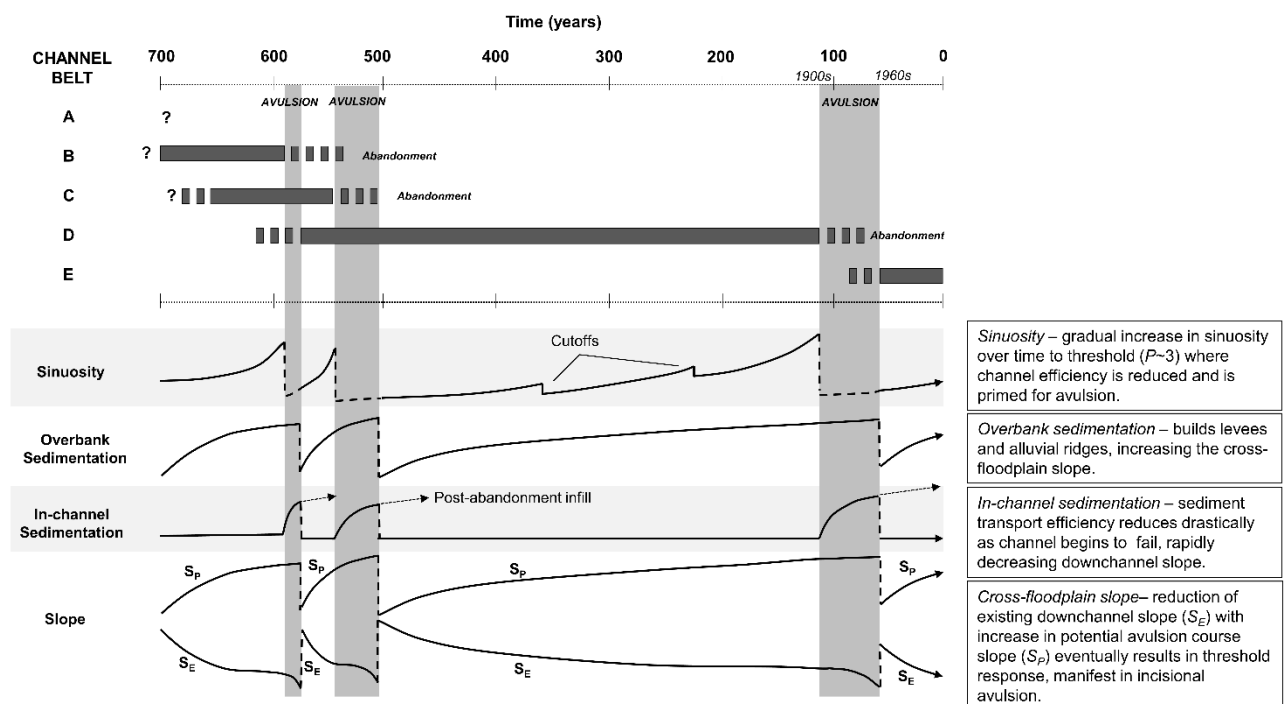 Time (years)
CHANNEL
BELT
700 600 500 400 300 200 100 0
1900s 1960s
AVULSION AVULSION AVULSION
A ?
B ? Abandonment
C ? Abandonment
D Abandonment
E
Cutoffs
Sinuosity
Sinuosity – gradual increase in sinuosity
over time to threshold (P~3) where
channel efficiency is reduced and is
primed for avulsion.
Overbank
Sedimentation
Overbank sedimentation – builds levees
and alluvial ridges, increasing the cross-
floodplain slope.
In-channel
Sedimentation
Post-abandonment infill
In-channel sedimentation – sediment
transport efficiency reduces drastically
as channel begins to fail, rapidly
decreasing downchannel slope.
Slope
SP SP SP SP
SE SE SE SE
Cross-floodplain slope– reduction of
existing downchannel slope (SE) with
increase in potential avulsion course
slope (SP) eventually results in threshold
response, manifest in incisional
avulsion.